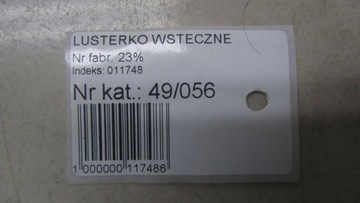 LUSTERKO WSTECZNE
Nr fabr. 23%
Indeks: 011748
Nr kat.: 49/056
1 000000 117486